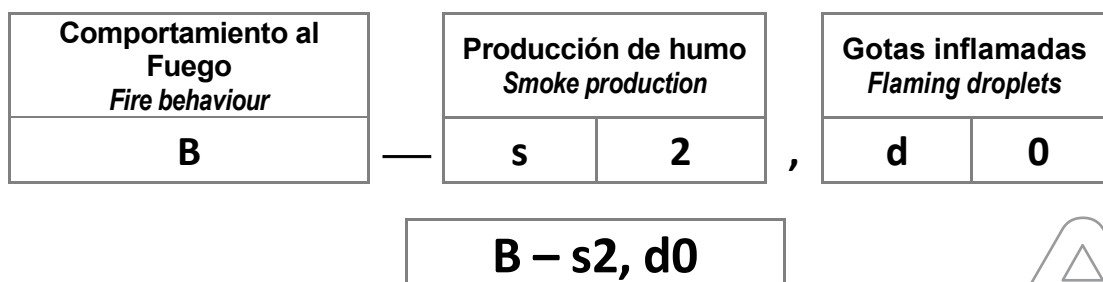 Comportamiento al
Fuego
Fire behaviour
Producción de humo
Smoke production
Gotas inflamadas
Flaming droplets
B — s 2 , d 0
B – s2, d0